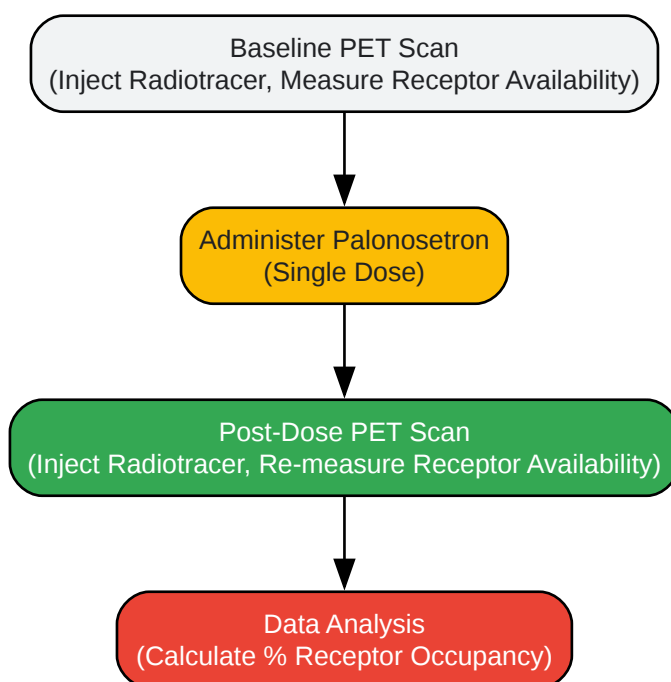 Baseline PET Scan
(Inject Radiotracer, Measure Receptor Availability)
Administer Palonosetron
(Single Dose)
Post-Dose PET Scan
(Inject Radiotracer, Re-measure Receptor Availability)
Data Analysis
(Calculate % Receptor Occupancy)